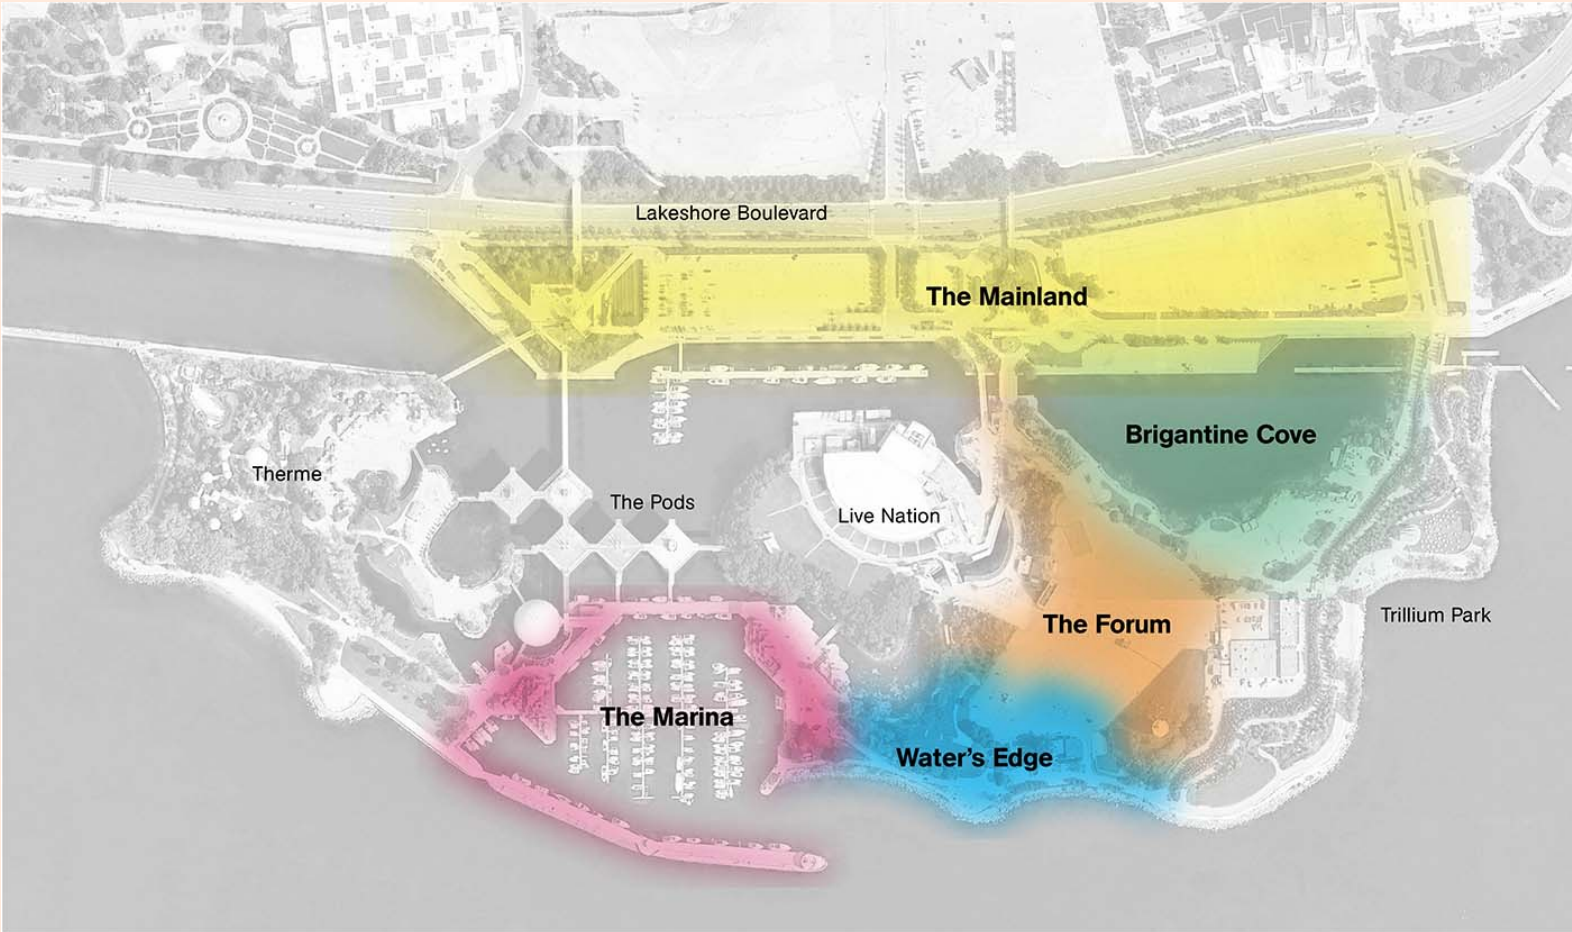 Lakeshore Boulevard
The Mainland
Brigantine Cove
Therme
The Pods
Live Nation
Trillium Park
The Forum
The Marina
Water's Edge